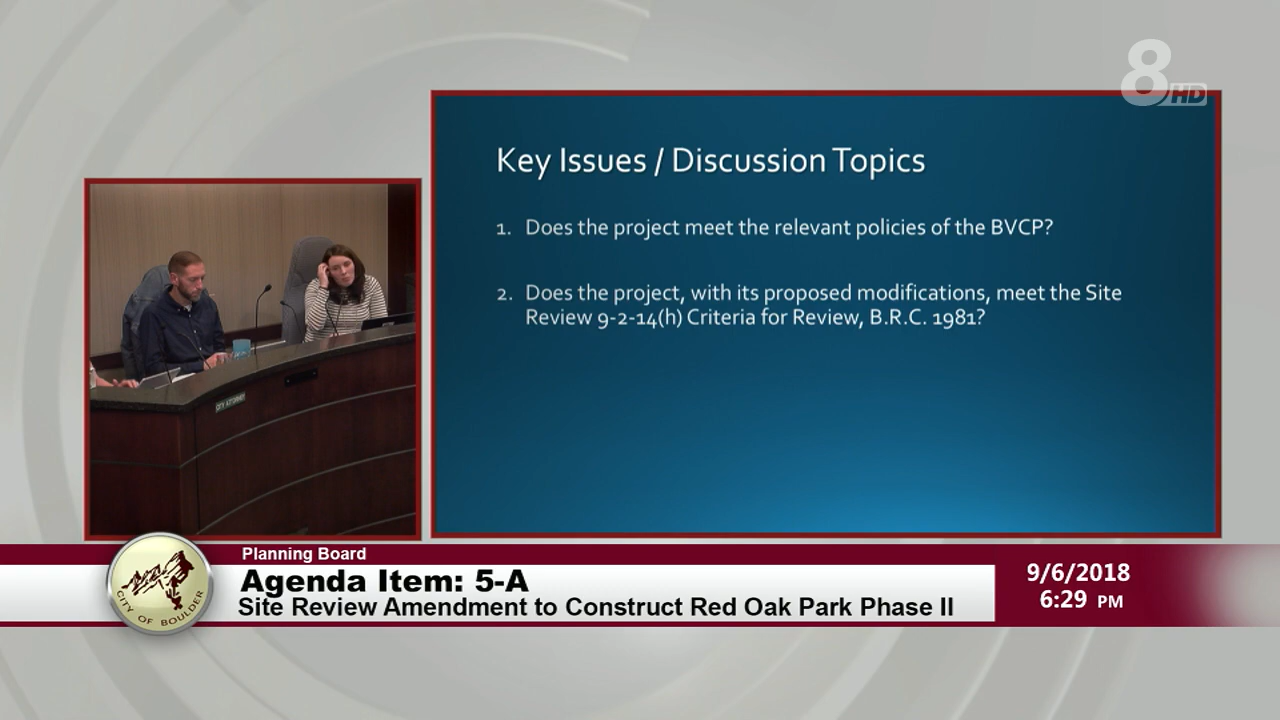 8HD
Key Issues / Discussion Topics
1. Does the project meet the relevant policies of the BVCP?
2. Does the project, with its proposed modifications, meet the Site
Review 9-2-14(h) Criteria for Review, B.R.C. 1981?
CITY ATTORNEY
Planning Board
Agenda Item: 5-A
Site Review Amendment to Construct Red Oak Park Phase II
CITY OF BOULDER
9/6/2018
6:29 PM